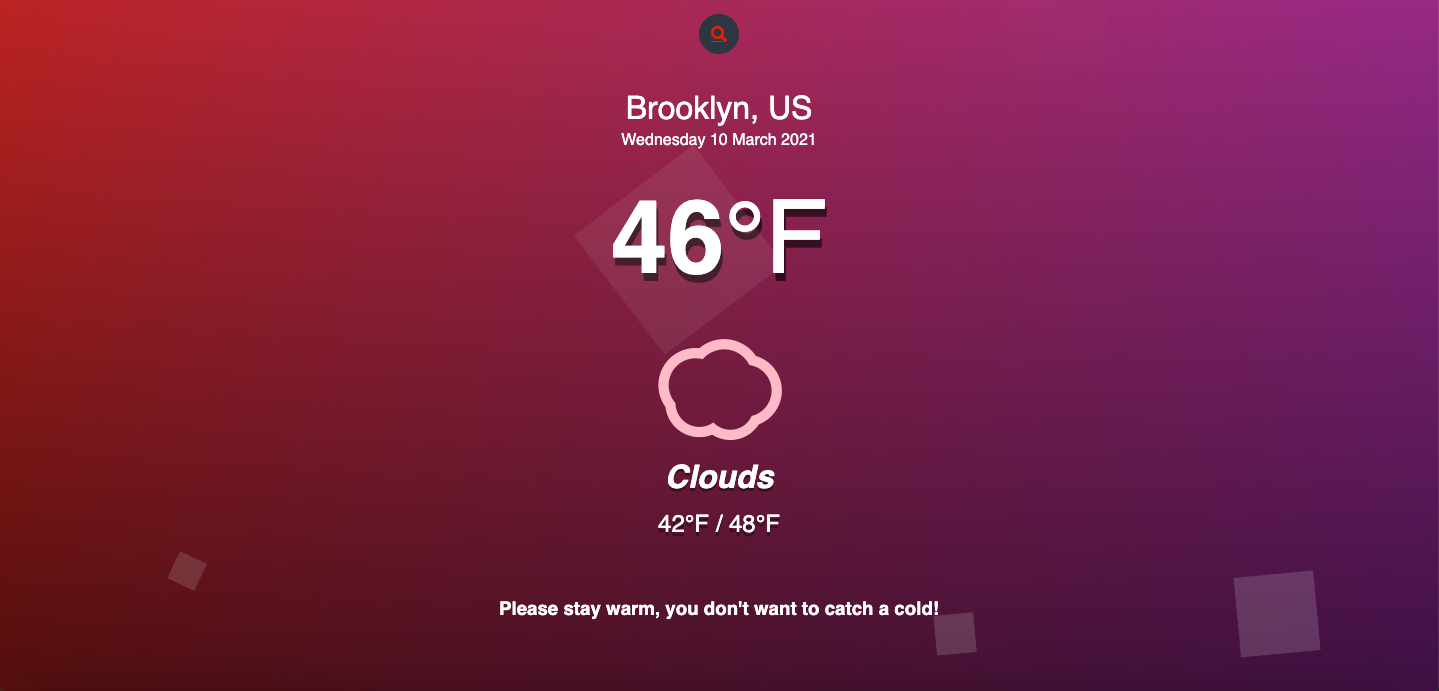 Brooklyn, US
Wednesday 10 March 2021
46°F
Clouds
42°F / 48°F
Please stay warm, you don't want to catch a cold!